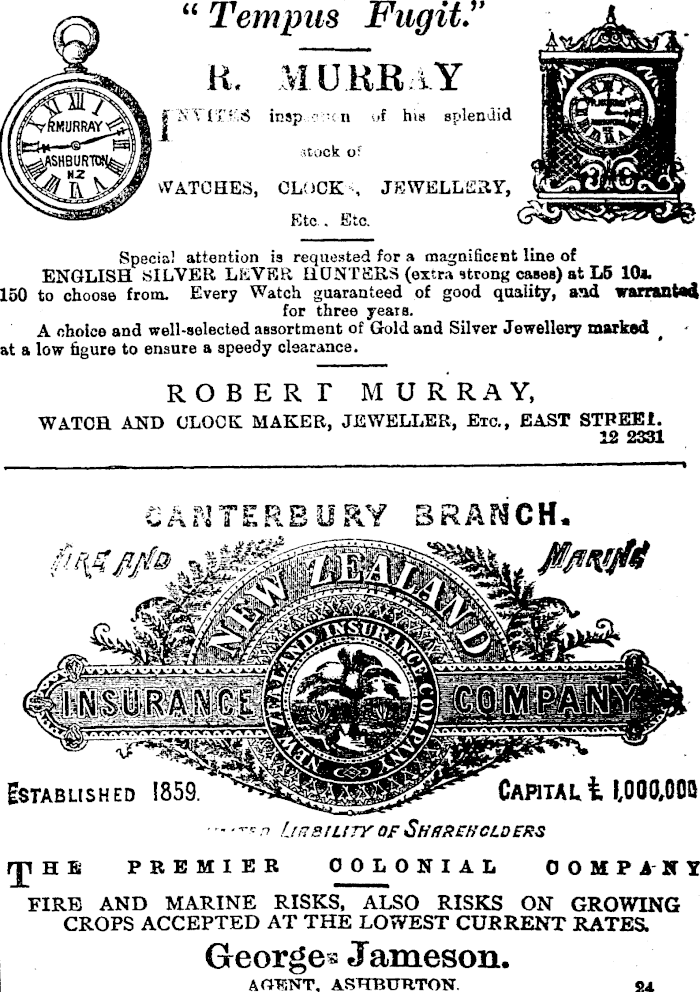 “Tempus Fugit.”
R. MURRAY
INVITES inspection of his splendid
stock of
WATCHES, CLOCKS, JEWELLERY,
Etc., Etc.
R. MURRAY
ASHBURTON
N.Z
Special attention is requested for a magnificent line of
ENGLISH SILVER LEVER HUNTERS (extra strong cases) at L5 10s.
150 to choose from. Every Watch guaranteed of good quality, and warranted
for three years.
A choice and well-selected assortment of Gold and Silver Jewellery marked
at a low figure to ensure a speedy clearance.
ROBERT MURRAY,
WATCH AND CLOCK MAKER, JEWELLER, ETC., EAST STREET.
12 2331
CANTERBURY BRANCH.
FIRE AND MARINE
NEW ZEALAND
INSURANCE COMPANY
NEW ZEALAND INSURANCE COMPANY
ESTABLISHED 1859. CAPITAL £ 1,000,000
LIABILITY OF SHAREHOLDERS
THE PREMIER COLONIAL COMPANY
FIRE AND MARINE RISKS, ALSO RISKS ON GROWING
CROPS ACCEPTED AT THE LOWEST CURRENT RATES.
George Jameson.
AGENT, ASHBURTON.
24